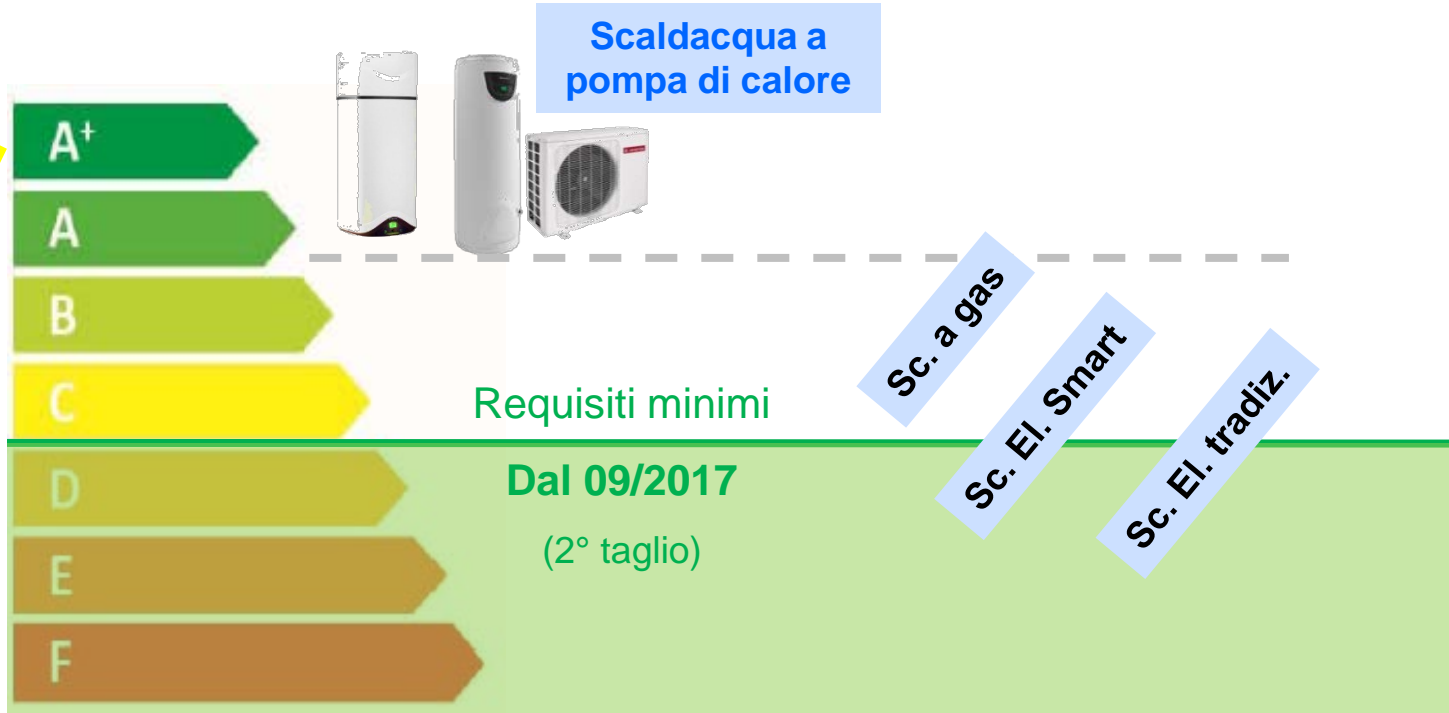 Scaldacqua a
pompa di calore
A+
A
B
C
D
E
F
Requisiti minimi
Dal 09/2017
(2° taglio)
Sc. a gas
Sc. El. Smart
Sc. El. tradiz.